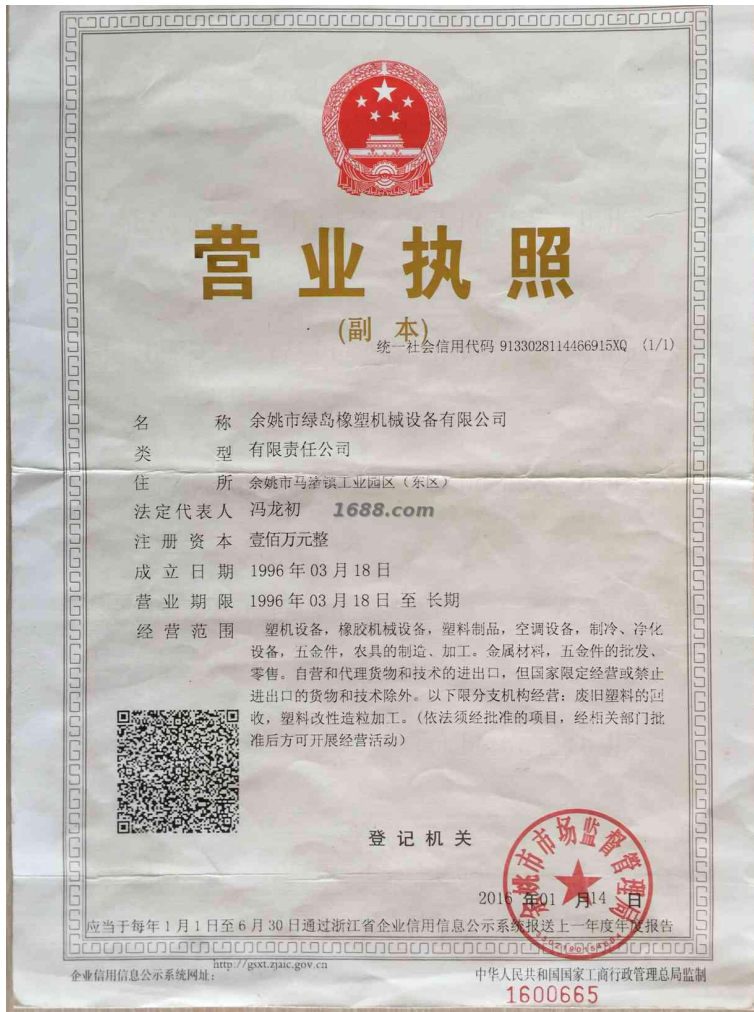 营业执照
(副 本)
统一社会信用代码 9133028114466915XQ (1/1)
名 称 余姚市绿岛橡塑机械设备有限公司
类 型 有限责任公司
住 所 余姚市马渚镇工业园区（东区）
法定代表人 冯龙初
1688.com
注册资本 壹佰万元整
成立日期 1996年03月18日
营业期限 1996年03月18日 至 长期
经营范围 塑机设备，橡胶机械设备，塑料制品，空调设备，制冷、净化
设备，五金件，农具的制造、加工。金属材料，五金件的批发、
零售。自营和代理货物和技术的进出口，但国家限定经营或禁止
进出口的货物和技术除外。以下限分支机构经营：废旧塑料的回
收，塑料改性造粒加工。（依法须经批准的项目，经相关部门批
准后方可开展经营活动）
登记机关
余姚市市场监督管理局
2016年01月14日
应当于每年1月1日至6月30日通过浙江省企业信用信息公示系统报送上一年度年度报告
http://gsxt.zjaic.gov.cn
企业信用信息公示系统网址：
中华人民共和国国家工商行政管理总局监制
1600665